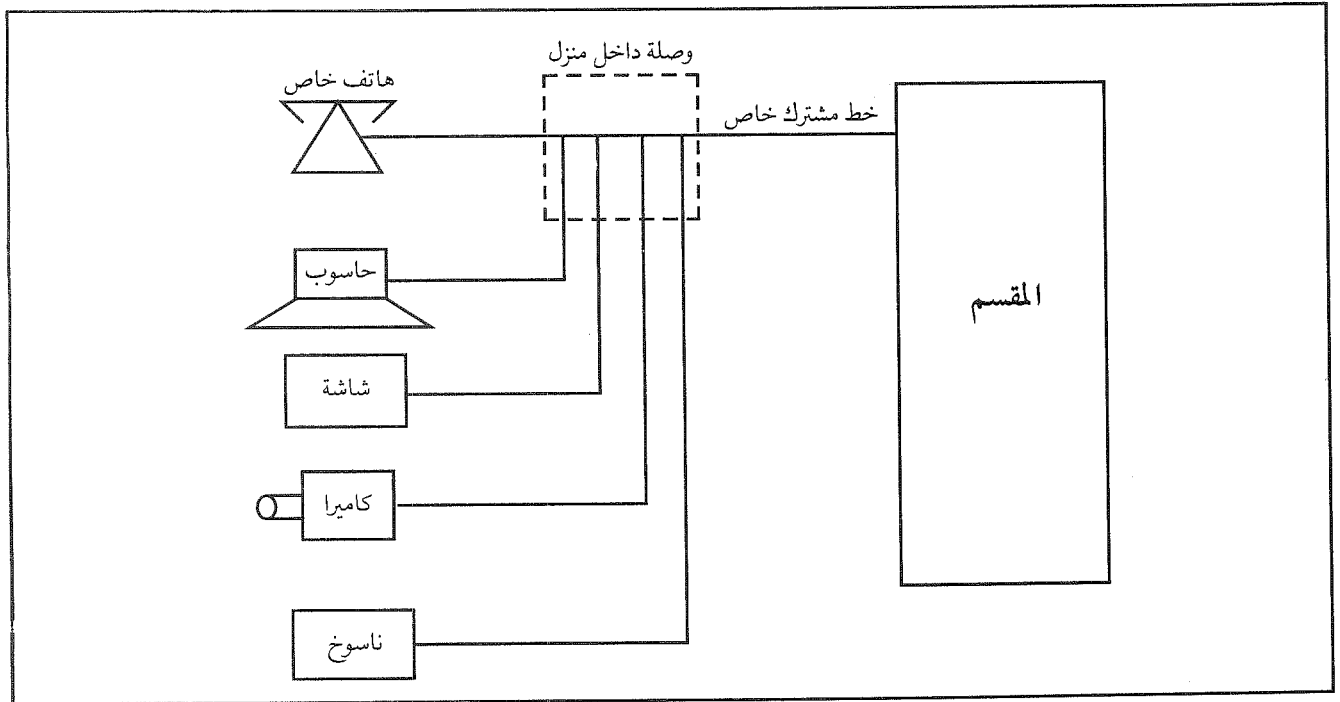 وصلة داخل منزل
هاتف خاص
خط مشترك خاص
حاسوب
المقسم
شاشة
كاميرا
ناسوخ